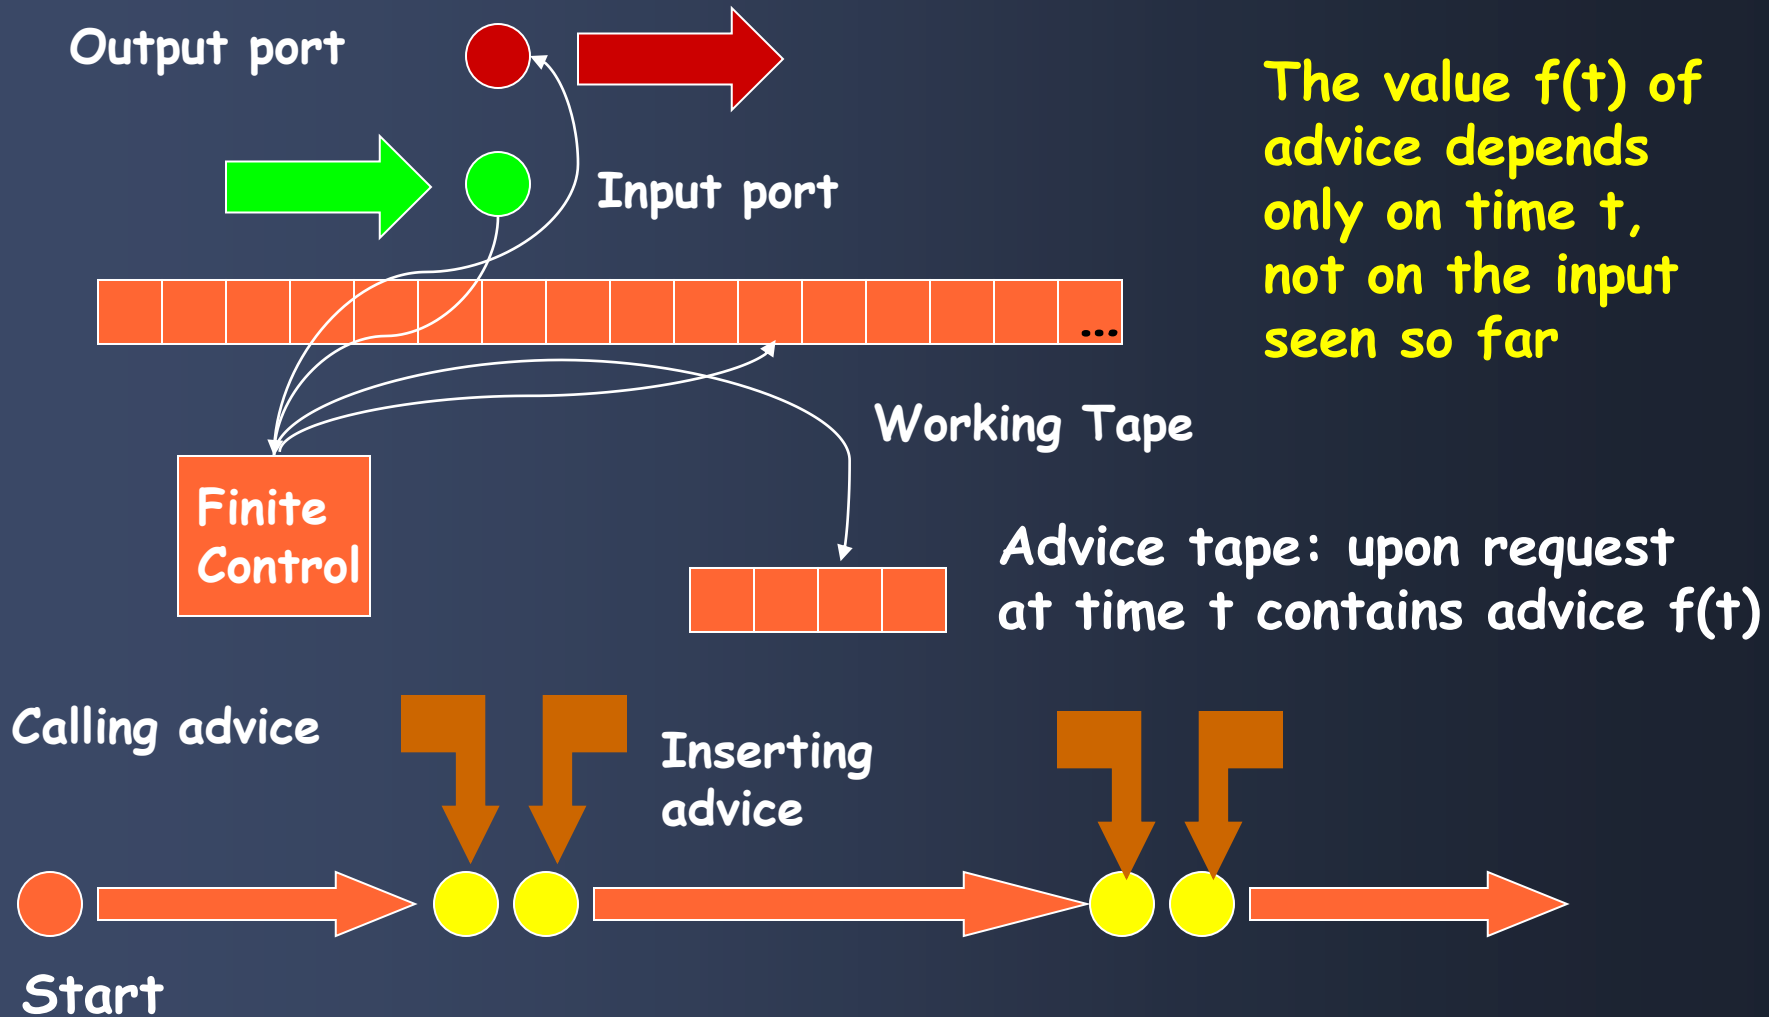 Output port
The value f(t) of
advice depends
only on time t,
not on the input
seen so far
Input port
...
Working Tape
Finite
Control
Advice tape: upon request
at time t contains advice f(t)
Calling advice
Inserting
advice
Start